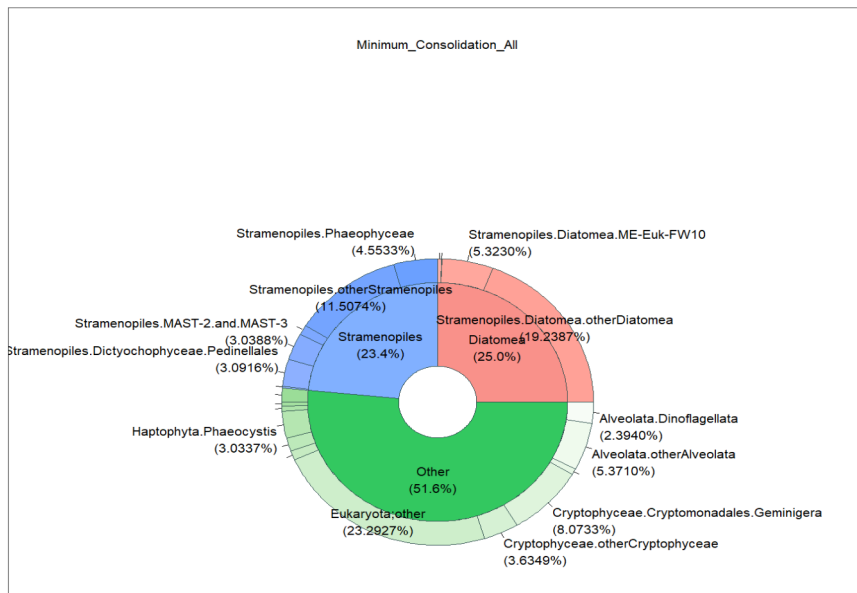 Minimum_Consolidation_All
Stramenopiles.Phaeophyceae
(4.5533%)
Stramenopiles.Diatomea.ME-Euk-FW10
(5.3230%)
Stramenopiles.otherStramenopiles
(11.5074%)
Stramenopiles.MAST-2.and.MAST-3
(3.0388%)
Stramenopiles.Dictyochophyceae.Pedinellales
(3.0916%)
Stramenopiles
(23.4%)
Stramenopiles.Diatomea.otherDiatomea
(19.2387%)
Diatomea
(25.0%)
Haptophyta.Phaeocystis
(3.0337%)
Alveolata.Dinoflagellata
(2.3940%)
Alveolata.otherAlveolata
(5.3710%)
Other
(51.6%)
Eukaryota;other
(23.2927%)
Cryptophyceae.Cryptomonadales.Geminigera
(8.0733%)
Cryptophyceae.otherCryptophyceae
(3.6349%)